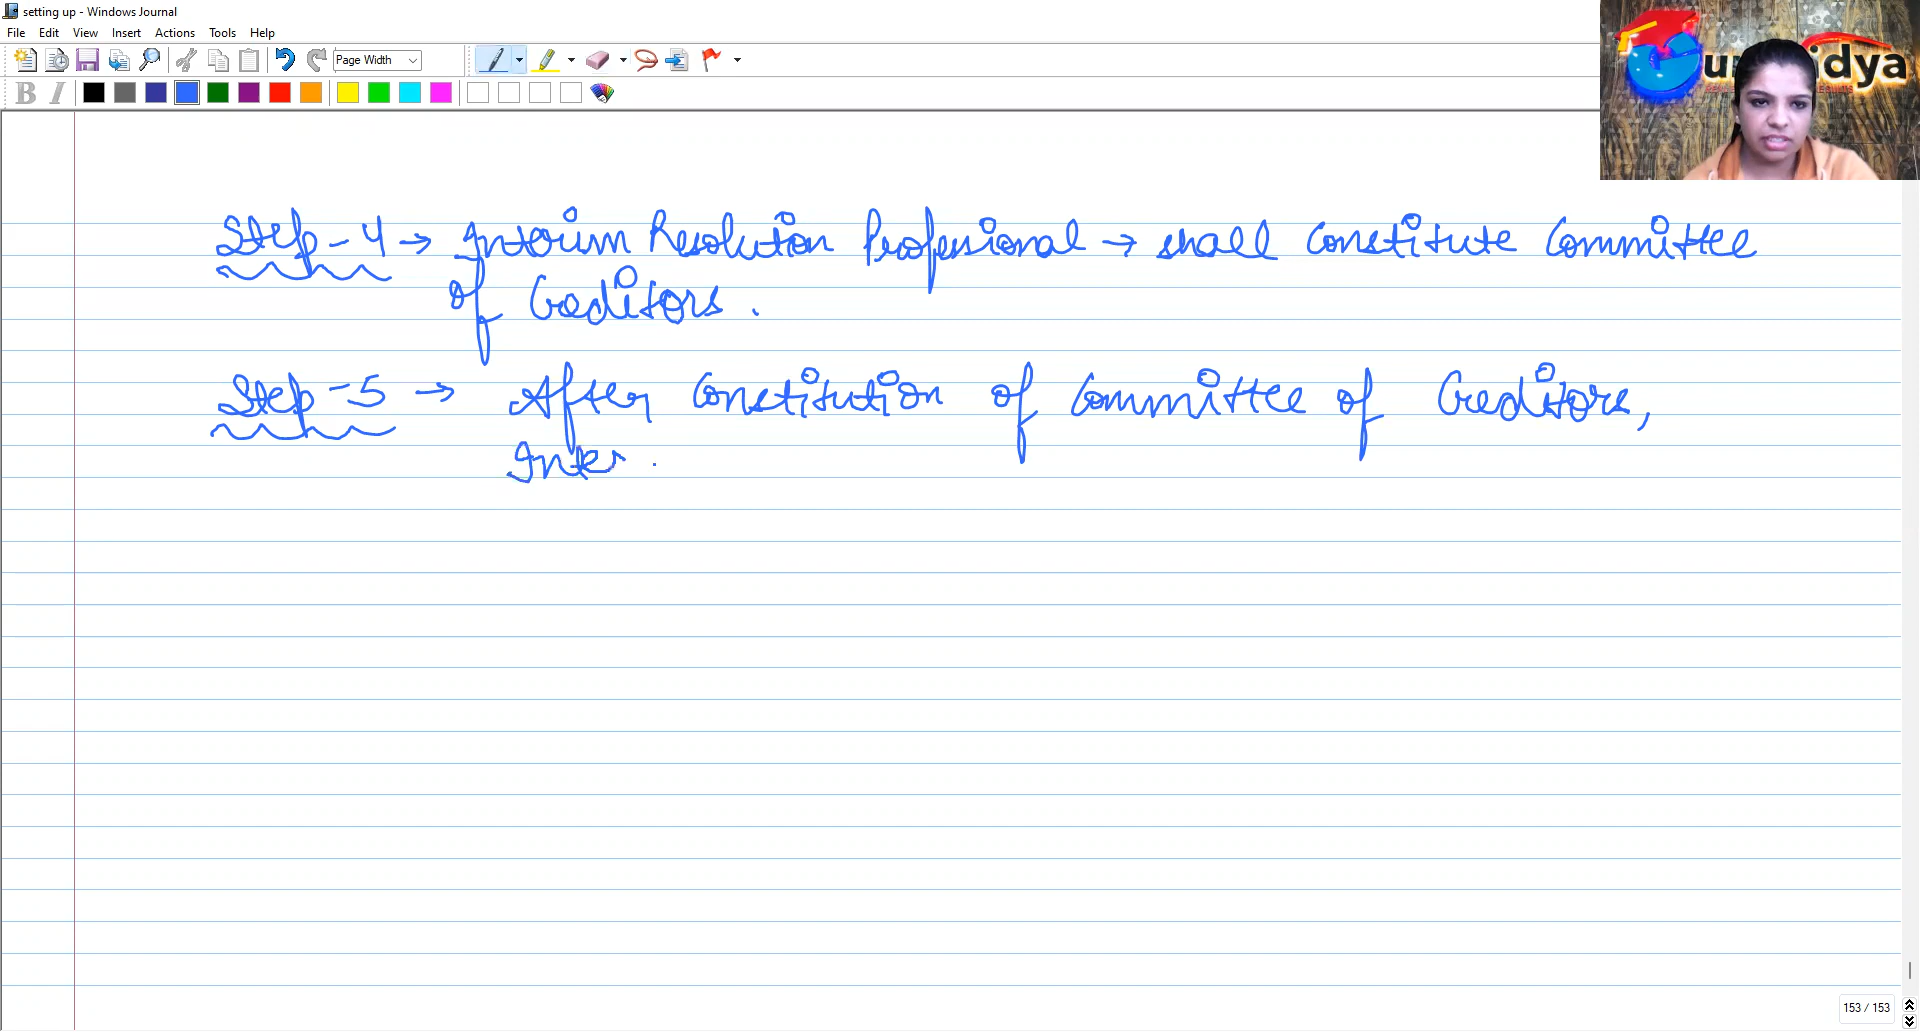 setting up - Windows Journal
File Edit View Insert Actions Tools Help
Page Width
B I
urividya
Step-4 → Interim Resolution Professional → shall Constitute Committee
of Creditors.
Step-5 → After Constitution of Committee of Creditors,
Inter
153 / 153